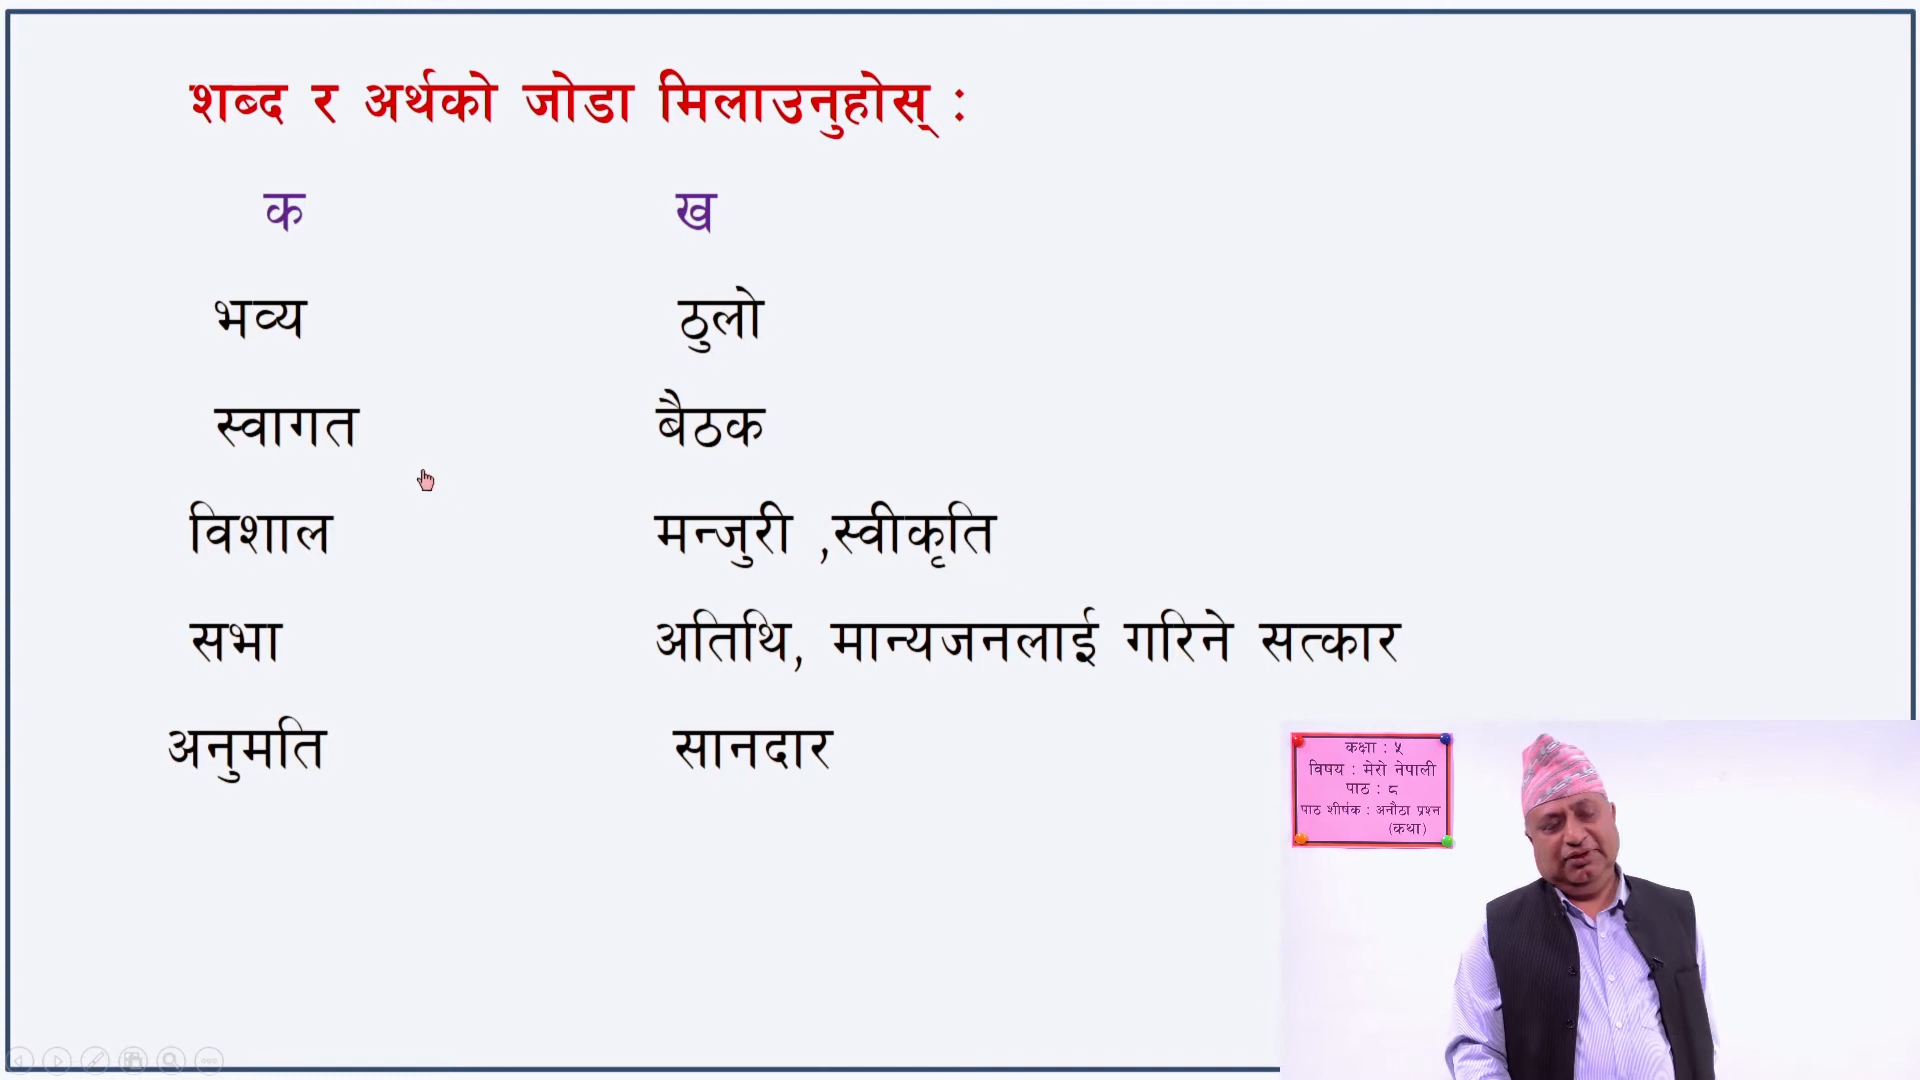 शब्द र अर्थको जोडा मिलाउनुहोस् :
क ख
भव्य ठुलो
स्वागत बैठक
विशाल मन्जुरी ,स्वीकृति
सभा अतिथि, मान्यजनलाई गरिने सत्कार
अनुमति सानदार
कक्षा : ५
विषय : मेरो नेपाली
पाठ : ८
पाठ शीर्षक : अनौठा प्रश्न
(कथा)